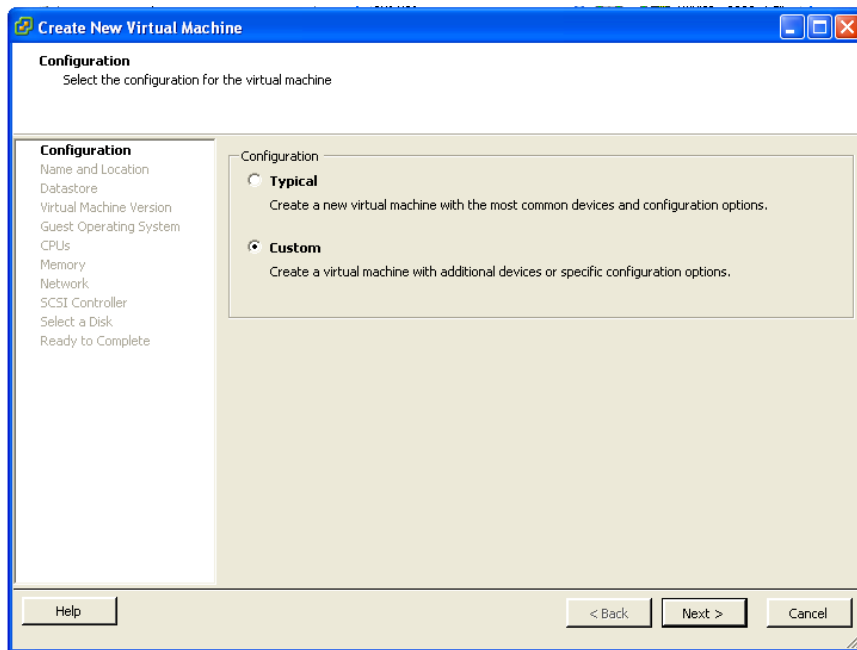 Create New Virtual Machine
Configuration
Select the configuration for the virtual machine
Configuration
Name and Location
Datastore
Virtual Machine Version
Guest Operating System
CPUs
Memory
Network
SCSI Controller
Select a Disk
Ready to Complete
Configuration
Typical
Create a new virtual machine with the most common devices and configuration options.
Custom
Create a virtual machine with additional devices or specific configuration options.
Help
< Back
Next >
Cancel